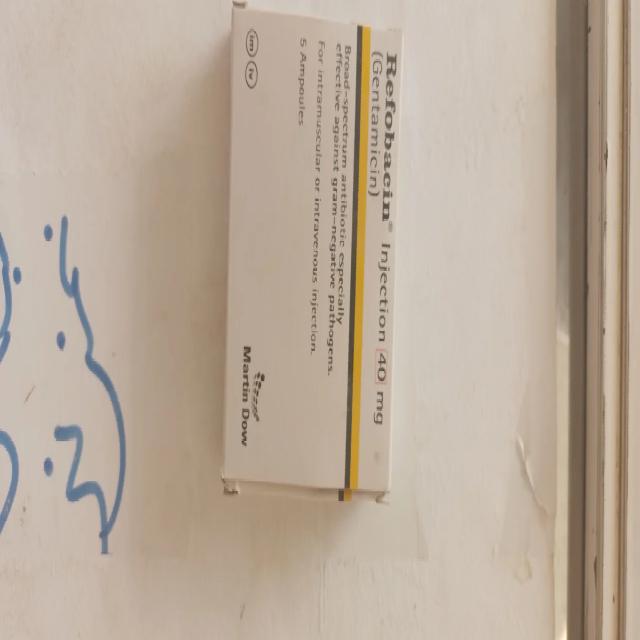 Refobacin® Injection 40 mg
(Gentamicin)
Broad-spectrum antibiotic especially
effective against gram-negative pathogens.
For intramuscular or intravenous injection.
5 Ampoules
im iv
Martin Dow